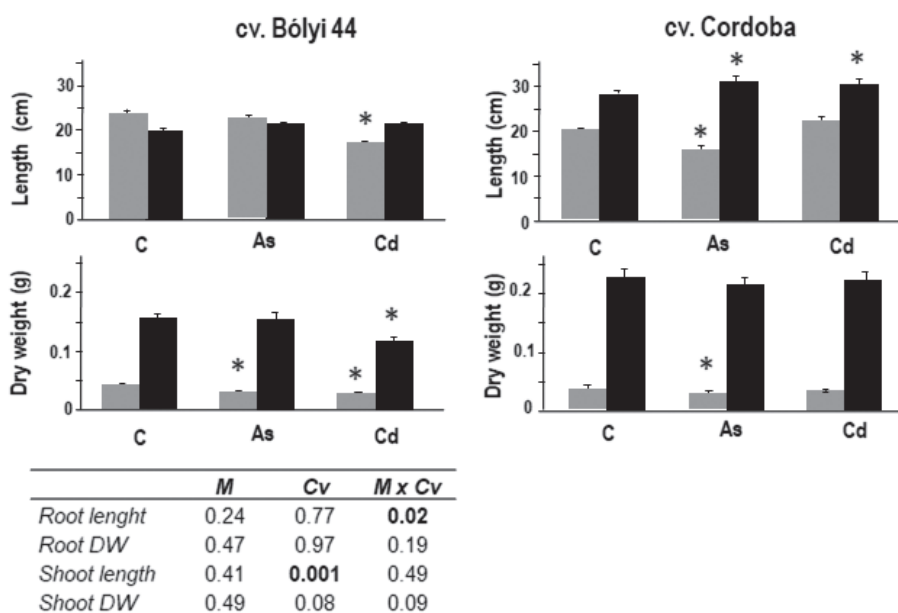 cv. Bólyi 44
Length (cm)
30
20
10
0
*
C As Cd
Dry weight (g)
0.2
0.1
0
* * *
C As Cd
cv. Cordoba
Length (cm)
30
20
10
0
* * *
C As Cd
Dry weight (g)
0.2
0.1
0
*
C As Cd
M Cv M x Cv
Root lenght 0.24 0.77 0.02
Root DW 0.47 0.97 0.19
Shoot length 0.41 0.001 0.49
Shoot DW 0.49 0.08 0.09